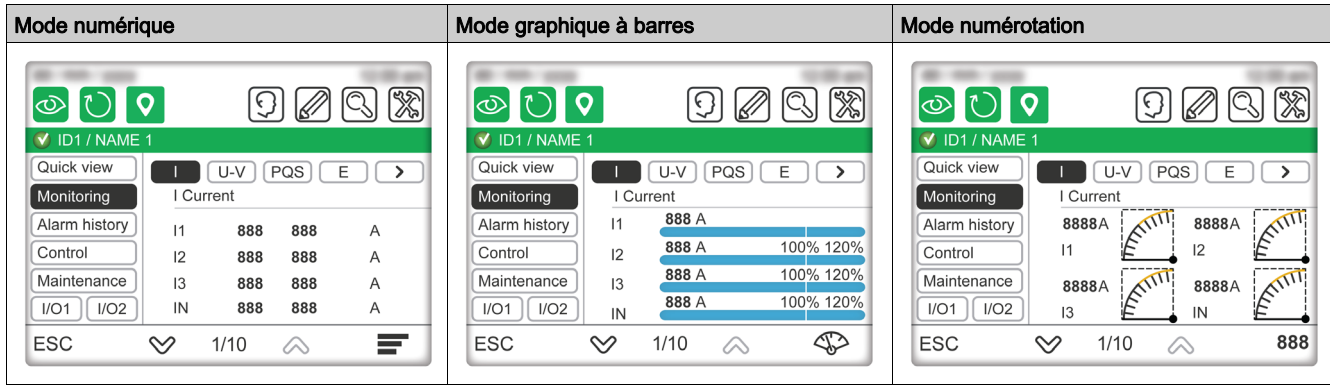 Mode numérique
Mode graphique à barres
Mode numérotation
ID1 / NAME 1
Quick view
I U-V PQS E >
Monitoring
I Current
Alarm history
I1 888 888 A
Control
I2 888 888 A
Maintenance
I3 888 888 A
I/O1 I/O2
IN 888 888 A
ESC 1/10
ID1 / NAME 1
Quick view
I U-V PQS E >
Monitoring
I Current
Alarm history
I1 888 A
Control
I2 888 A 100% 120%
Maintenance
I3 888 A 100% 120%
I/O1 I/O2
IN 888 A 100% 120%
ESC 1/10
ID1 / NAME 1
Quick view
I U-V PQS E >
Monitoring
I Current
Alarm history
8888A 8888A
I1 I2
Control
Maintenance
8888A 8888A
I/O1 I/O2
I3 IN
ESC 1/10 888